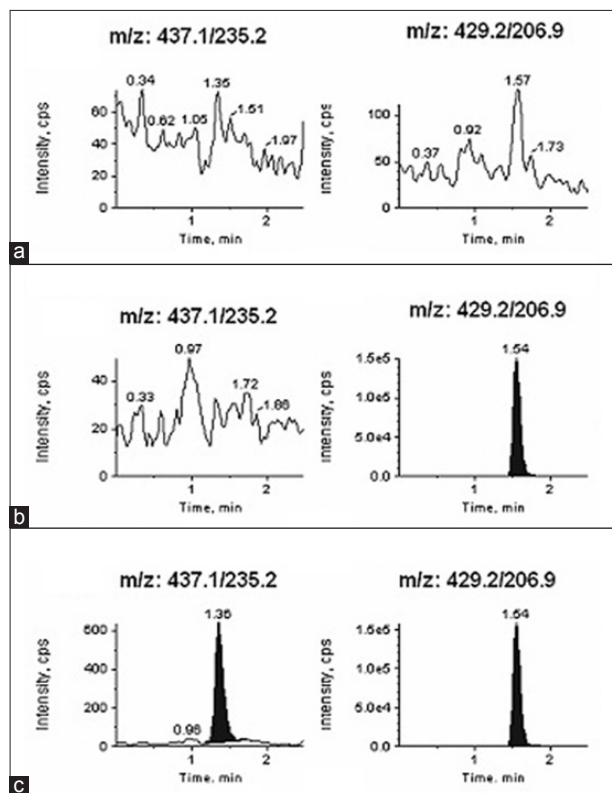 m/z: 437.1/235.2
m/z: 429.2/206.9
Intensity, cps
60
40
20
0
0.34
0.62
1.05
1.35
1.51
1.97
1
2
Time, min
Intensity, cps
100
50
0
0.37
0.92
1.57
1.73
1
2
Time, min
a
m/z: 437.1/235.2
m/z: 429.2/206.9
Intensity, cps
40
20
0
0.33
0.97
1.72
1.86
1
2
Time, min
Intensity, cps
1.5e5
1.0e5
5.0e4
0.0
1.54
1
2
Time, min
b
m/z: 437.1/235.2
m/z: 429.2/206.9
Intensity, cps
600
400
200
0
0.96
1.36
1
2
Time, min
Intensity, cps
1.5e5
1.0e5
5.0e4
0.0
1.54
1
2
Time, min
c